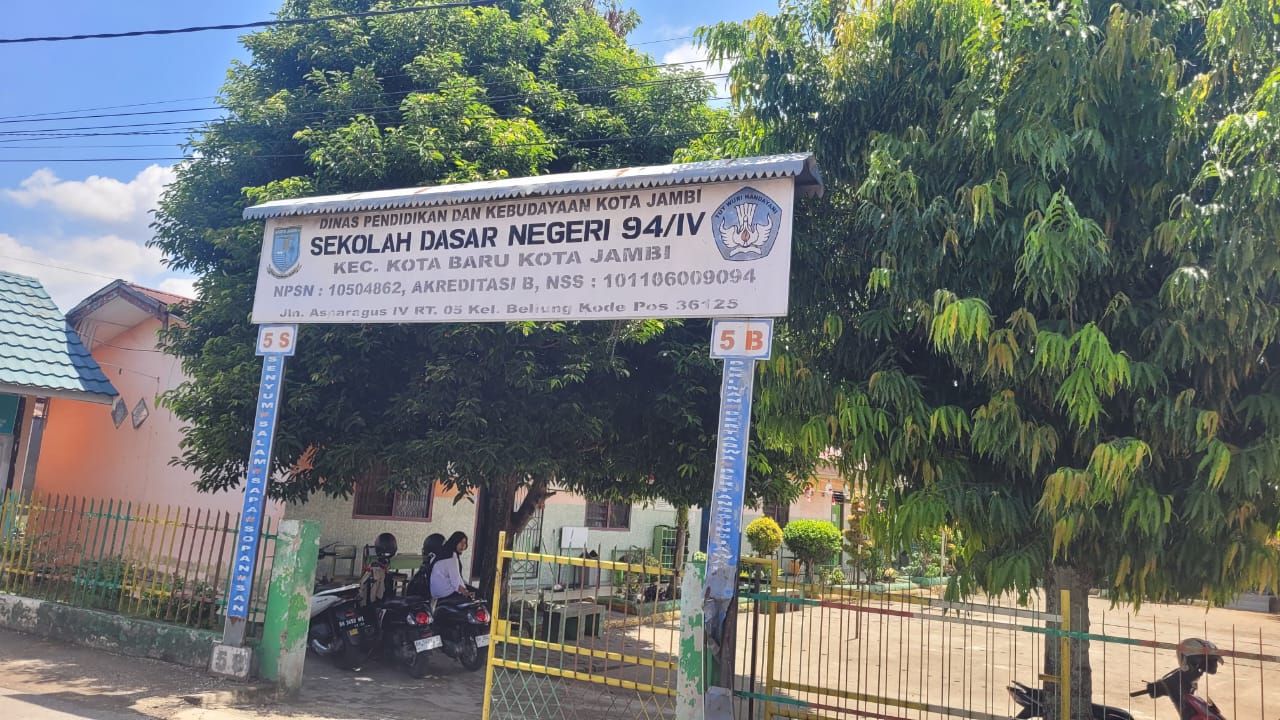 DINAS PENDIDIKAN DAN KEBUDAYAAN KOTA JAMBI
SEKOLAH DASAR NEGERI 94/IV
KEC. KOTA BARU KOTA JAMBI
NPSN : 10504862, AKREDITASI B, NSS : 101106009094
Jln. Asparagus IV RT. 05 Kel. Beliung Kode Pos 36125
TUT WURI HANDAYANI
5 S
SENYUM SALAM SAPA SOPAN SAN
5 B